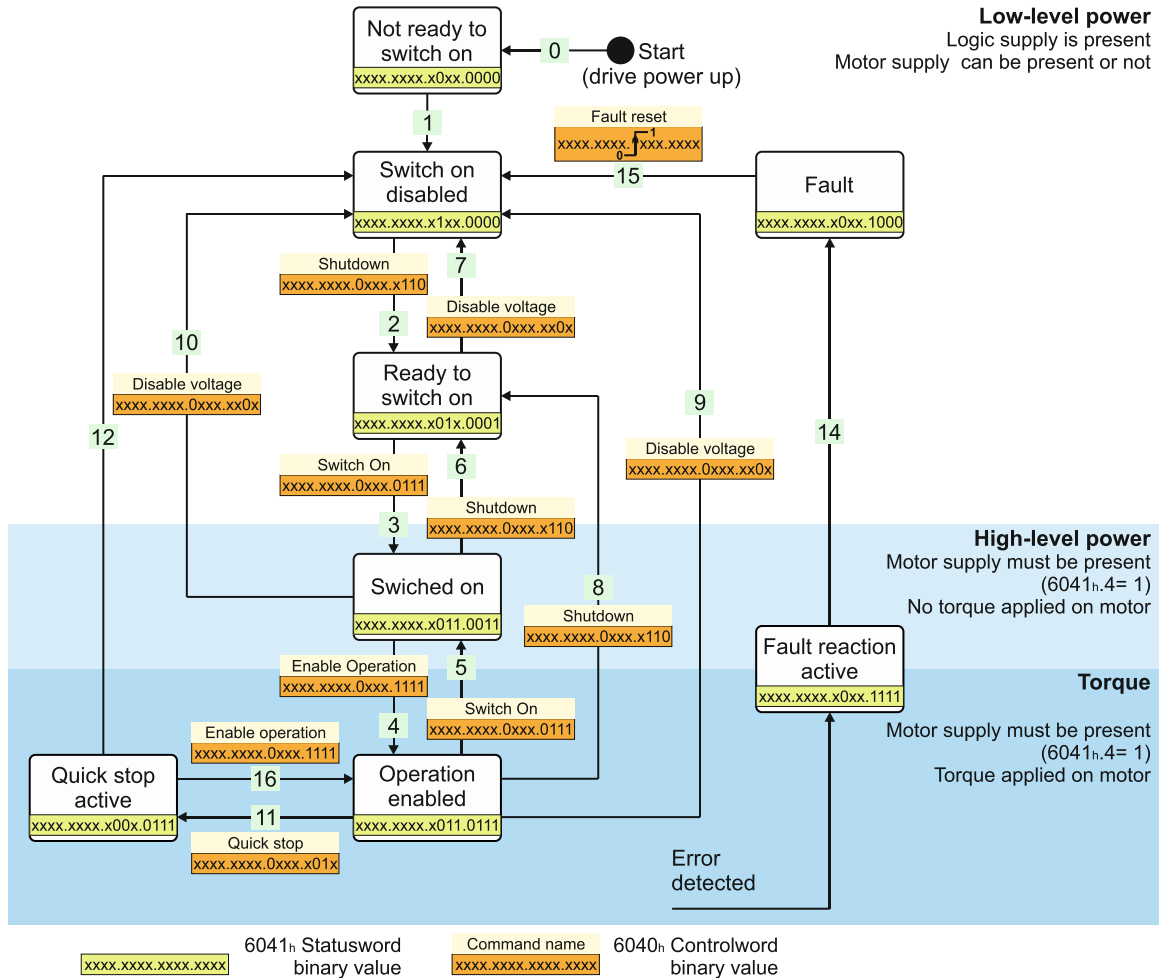 Low-level power
Logic supply is present
Motor supply can be present or not
Not ready to
switch on
xxxx.xxxx.x0xx.0000
0
Start
(drive power up)
1
Fault reset
xxxx.xxxx.0 1xxx.xxxx
15
Switch on
disabled
xxxx.xxxx.x1xx.0000
Fault
xxxx.xxxx.x0xx.1000
Shutdown
xxxx.xxxx.0xxx.x110
7
2
Disable voltage
xxxx.xxxx.0xxx.xx0x
10
Disable voltage
xxxx.xxxx.0xxx.xx0x
Ready to
switch on
xxxx.xxxx.x01x.0001
12
9
14
Disable voltage
xxxx.xxxx.0xxx.xx0x
Switch On
xxxx.xxxx.0xxx.0111
6
3
Shutdown
xxxx.xxxx.0xxx.x110
High-level power
Motor supply must be present
(6041h.4= 1)
No torque applied on motor
Swiched on
xxxx.xxxx.x011.0011
8
Shutdown
xxxx.xxxx.0xxx.x110
Fault reaction
active
xxxx.xxxx.x0xx.1111
Enable Operation
xxxx.xxxx.0xxx.1111
5
4
Switch On
xxxx.xxxx.0xxx.0111
Torque
Motor supply must be present
(6041h.4= 1)
Torque applied on motor
Enable operation
xxxx.xxxx.0xxx.1111
16
Quick stop
active
xxxx.xxxx.x00x.0111
Operation
enabled
xxxx.xxxx.x011.0111
11
Quick stop
xxxx.xxxx.0xxx.x01x
Error
detected
xxxx.xxxx.xxxx.xxxx
6041h Statusword
binary value
Command name
xxxx.xxxx.xxxx.xxxx
6040h Controlword
binary value